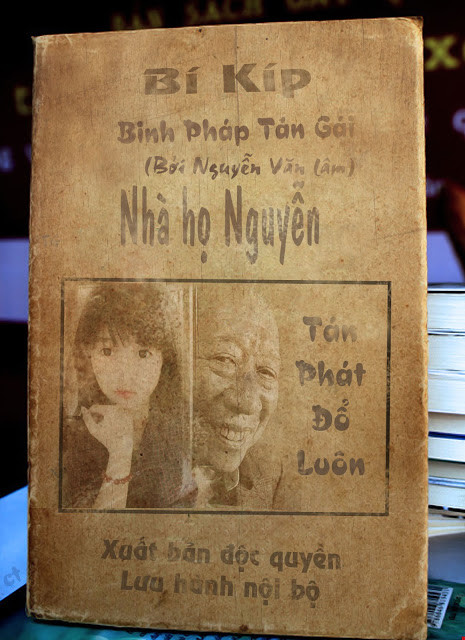 Bí Kíp
Binh Pháp Tán Gái
(Bởi Nguyễn Văn Lâm)
Nhà họ Nguyễn
Tán
Phát
Đổ
Luôn
Xuất bản độc quyền
Lưu hành nội bộ